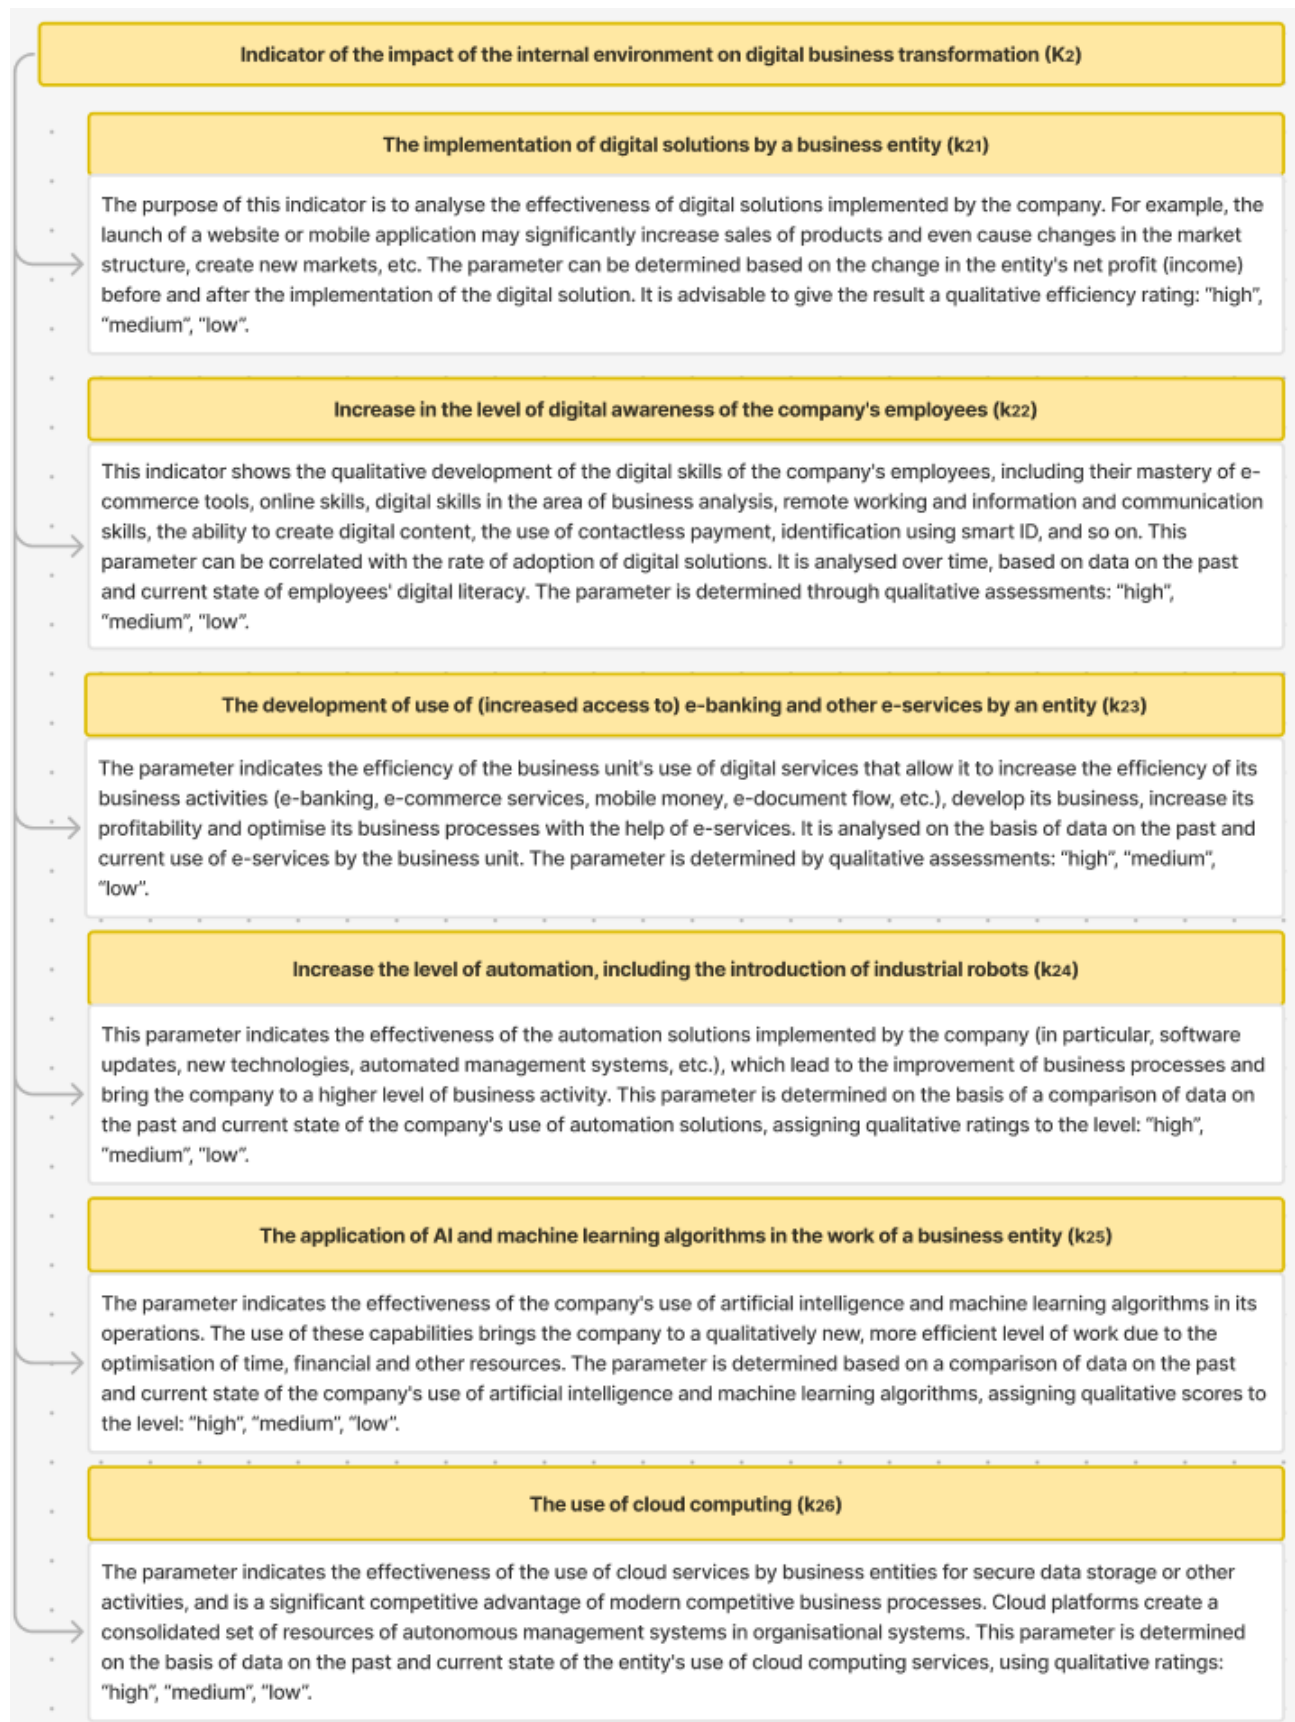 Indicator of the impact of the internal environment on digital business transformation (K2)
The implementation of digital solutions by a business entity (k21)
The purpose of this indicator is to analyse the effectiveness of digital solutions implemented by the company. For example, the
launch of a website or mobile application may significantly increase sales of products and even cause changes in the market
structure, create new markets, etc. The parameter can be determined based on the change in the entity's net profit (income)
before and after the implementation of the digital solution. It is advisable to give the result a qualitative efficiency rating: “high”,
“medium”, “low”.
Increase in the level of digital awareness of the company's employees (k22)
This indicator shows the qualitative development of the digital skills of the company's employees, including their mastery of e-
commerce tools, online skills, digital skills in the area of business analysis, remote working and information and communication
skills, the ability to create digital content, the use of contactless payment, identification using smart ID, and so on. This
parameter can be correlated with the rate of adoption of digital solutions. It is analysed over time, based on data on the past
and current state of employees' digital literacy. The parameter is determined through qualitative assessments: “high”,
“medium”, “low”.
The development of use of (increased access to) e-banking and other e-services by an entity (k23)
The parameter indicates the efficiency of the business unit's use of digital services that allow it to increase the efficiency of its
business activities (e-banking, e-commerce services, mobile money, e-document flow, etc.), develop its business, increase its
profitability and optimise its business processes with the help of e-services. It is analysed on the basis of data on the past and
current use of e-services by the business unit. The parameter is determined by qualitative assessments: “high”, “medium”,
“low”.
Increase the level of automation, including the introduction of industrial robots (k24)
This parameter indicates the effectiveness of the automation solutions implemented by the company (in particular, software
updates, new technologies, automated management systems, etc.), which lead to the improvement of business processes and
bring the company to a higher level of business activity. This parameter is determined on the basis of a comparison of data on
the past and current state of the company's use of automation solutions, assigning qualitative ratings to the level: “high”,
“medium”, “low”.
The application of AI and machine learning algorithms in the work of a business entity (k25)
The parameter indicates the effectiveness of the company's use of artificial intelligence and machine learning algorithms in its
operations. The use of these capabilities brings the company to a qualitatively new, more efficient level of work due to the
optimisation of time, financial and other resources. The parameter is determined based on a comparison of data on the past
and current state of the company's use of artificial intelligence and machine learning algorithms, assigning qualitative scores to
the level: “high”, “medium”, “low”.
The use of cloud computing (k26)
The parameter indicates the effectiveness of the use of cloud services by business entities for secure data storage or other
activities, and is a significant competitive advantage of modern competitive business processes. Cloud platforms create a
consolidated set of resources of autonomous management systems in organisational systems. This parameter is determined
on the basis of data on the past and current state of the entity's use of cloud computing services, using qualitative ratings:
“high”, “medium”, “low”.